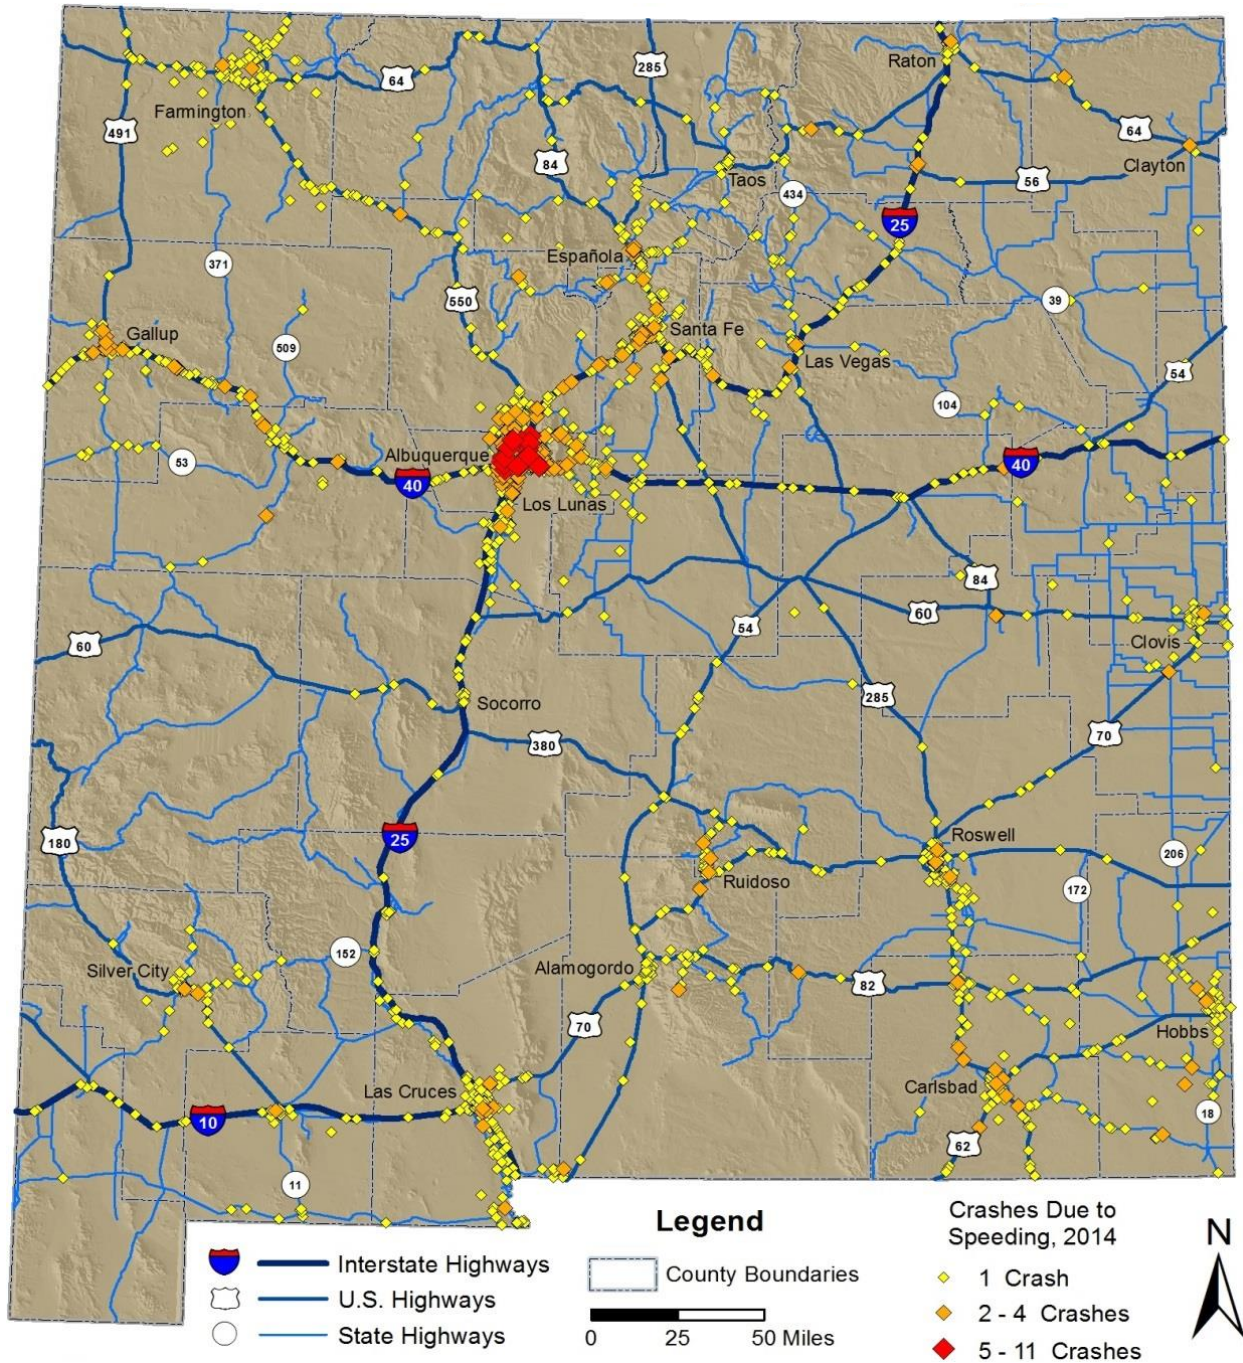 Raton
285
64
Farmington
491
64
Clayton
84
Taos
56
434
25
Española
371
550
39
Gallup
Santa Fe
509
Las Vegas
54
104
Albuquerque
53
40
40
Los Lunas
84
60
54
Clovis
60
Socorro
285
380
70
25
Roswell
180
206
Ruidoso
172
152
Silver City
Alamogordo
82
70
Hobbs
Las Cruces
Carlsbad
10
18
62
11
Legend
Interstate Highways
U.S. Highways
State Highways
County Boundaries
0 25 50 Miles
Crashes Due to
Speeding, 2014
1 Crash
2 - 4 Crashes
5 - 11 Crashes
N